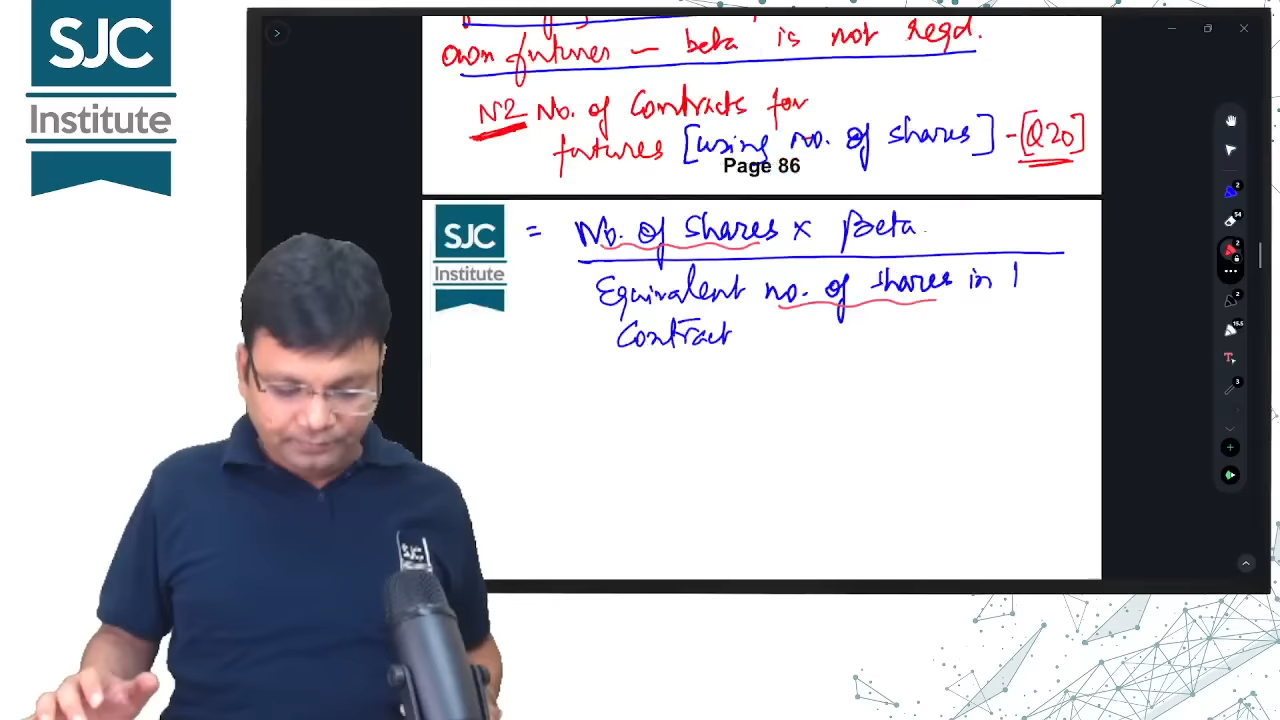 SJC
Institute
own futures – beta is not reqd.
N2 No. of Contracts for
futures [using no. of shares] - [Q20]
Page 86
SJC
Institute
= No. of shares x Beta.
Equivalent no. of shares in 1
Contract